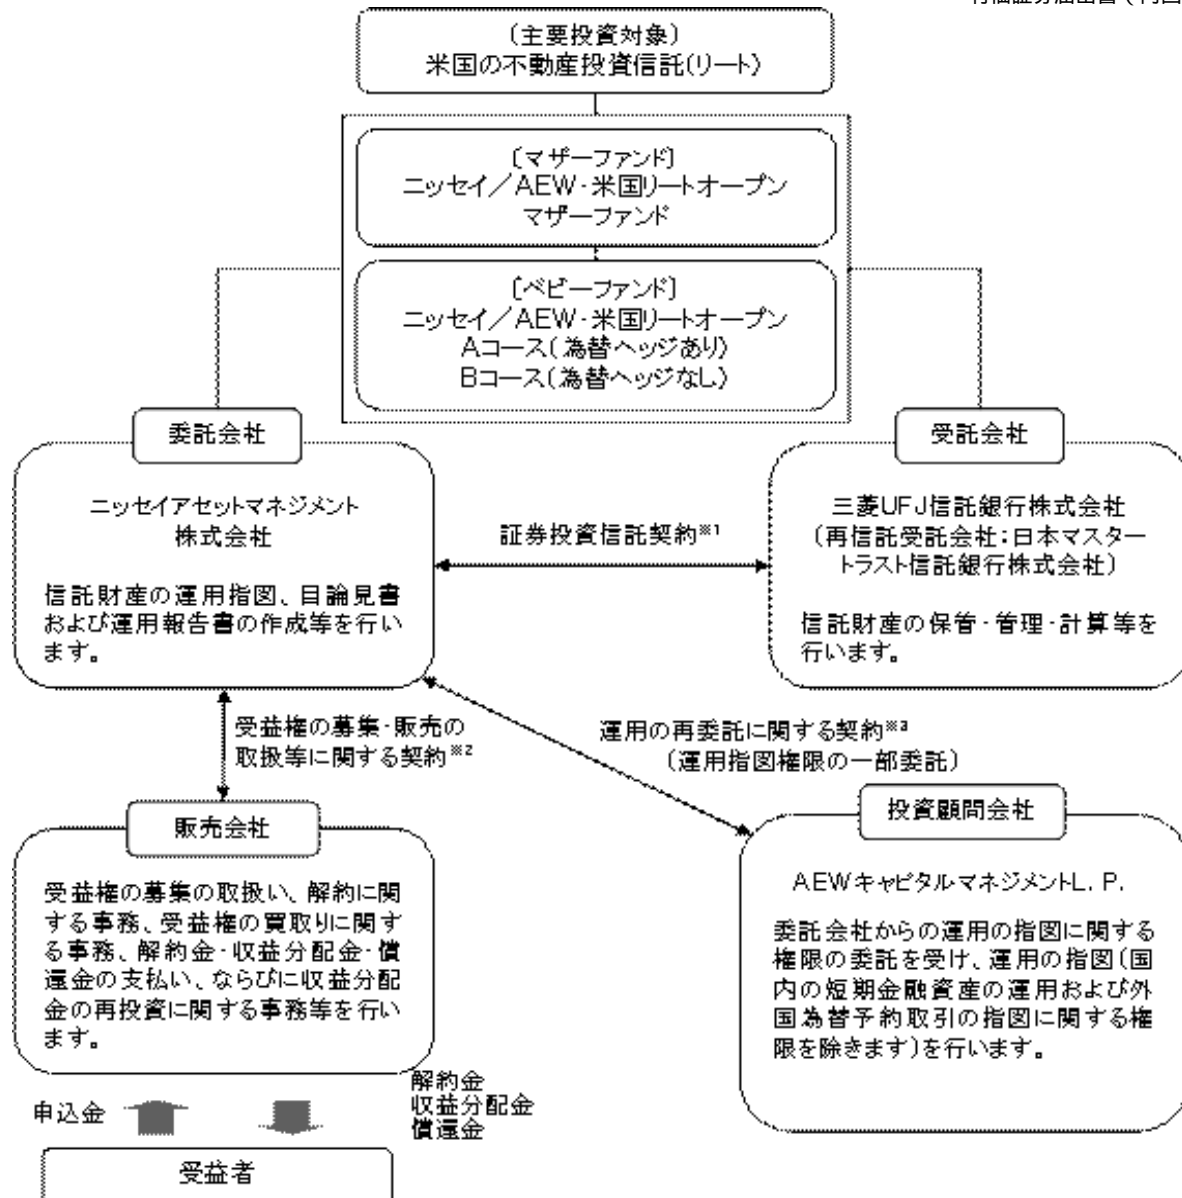 (主要投資対象)
米国の不動産投資信託(リート)
〔マザーファンド〕
ニッセイ／AEW・米国リートオープン
マザーファンド
〔ベビーファンド〕
ニッセイ／AEW・米国リートオープン
Aコース(為替ヘッジあり)
Bコース(為替ヘッジなし)
委託会社
ニッセイアセットマネジメント
株式会社
信託財産の運用指図、目論見書
および運用報告書の作成等を行い
ます。
証券投資信託契約※1
受託会社
三菱UFJ信託銀行株式会社
(再信託受託会社：日本マスター
トラスト信託銀行株式会社)
信託財産の保管・管理・計算等を
行います。
受益権の募集・販売の
取扱等に関する契約※2
運用の再委託に関する契約※3
(運用指図権限の一部委託)
販売会社
受益権の募集の取扱い、解約に関
する事務、受益権の買取りに関す
る事務、解約金・収益分配金・償
還金の支払い、ならびに収益分配
金の再投資に関する事務等を行い
ます。
投資顧問会社
AEWキャピタルマネジメントL. P.
委託会社からの運用の指図に関する
権限の委託を受け、運用の指図(国
内の短期金融資産の運用および外
国為替予約取引の指図に関する権
限を除きます)を行います。
申込金
解約金
収益分配金
償還金
受益者